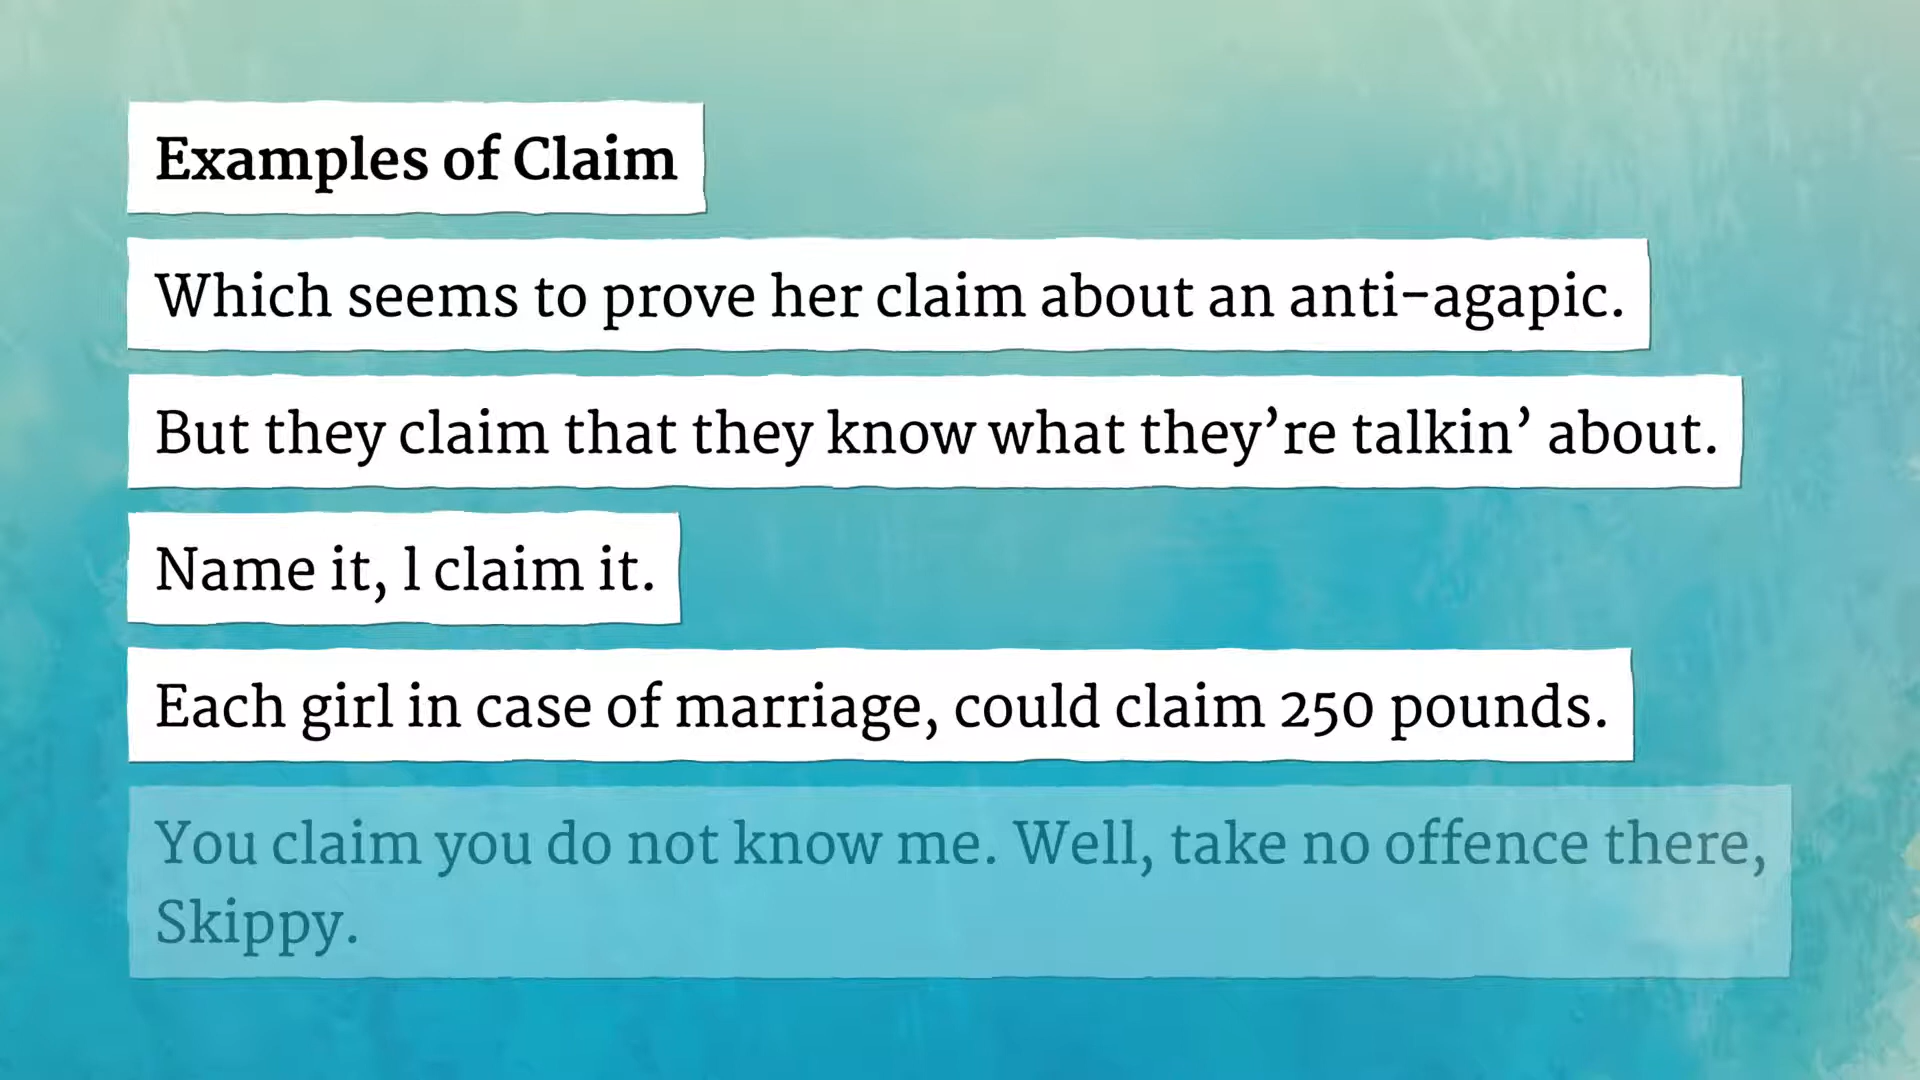 Examples of Claim
Which seems to prove her claim about an anti-agapic.
But they claim that they know what they’re talkin’ about.
Name it, l claim it.
Each girl in case of marriage, could claim 250 pounds.
You claim you do not know me. Well, take no offence there,
Skippy.